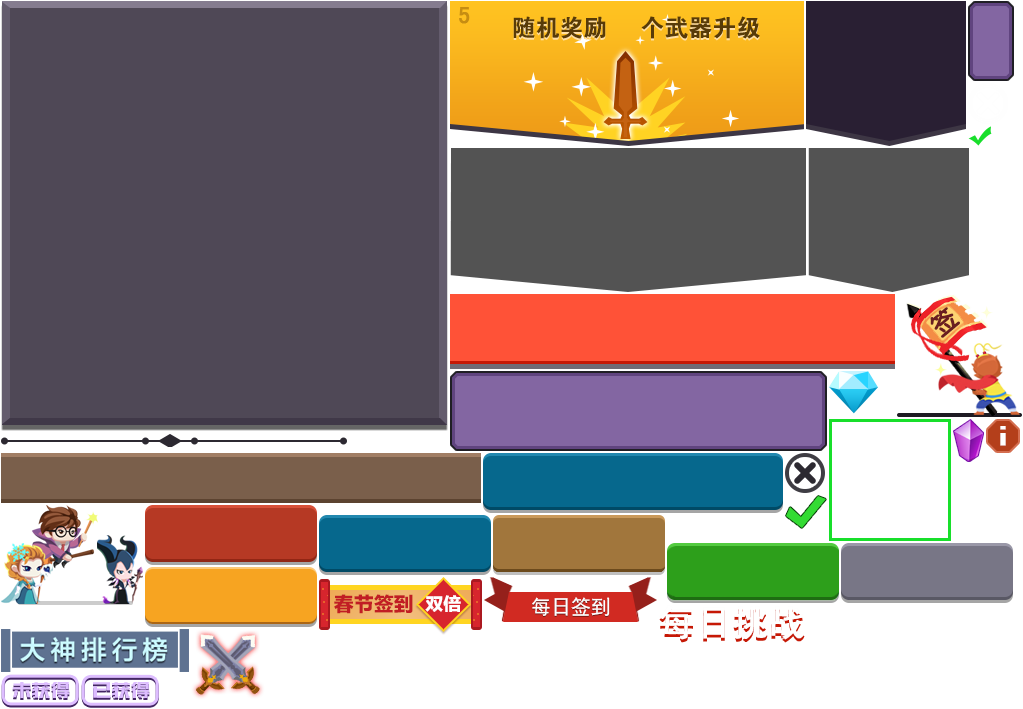 5
随机奖励 个武器升级
签
春节签到 双倍
每日签到
每日挑战
大神排行榜
未获得 已获得